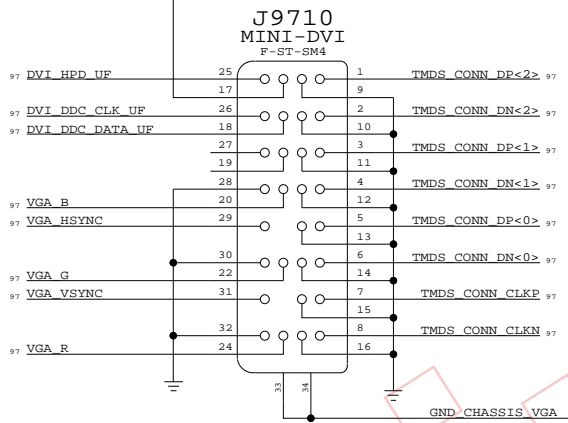 J9710
MINI-DVI
F-ST-SM4
97 DVI_HPD_UF 25 1 TMDS_CONN_DP<2> 97
17 9
97 DVI_DDC_CLK_UF 26 2 TMDS_CONN_DN<2> 97
97 DVI_DDC_DATA_UF 18 10
27 3 TMDS_CONN_DP<1> 97
19 11
28 4 TMDS_CONN_DN<1> 97
97 VGA_B 20 12
97 VGA_HSYNC 29 5 TMDS_CONN_DP<0> 97
13
30 6 TMDS_CONN_DN<0> 97
97 VGA_G 22 14
97 VGA_VSYNC 31 7 TMDS_CONN_CLKP 97
15
32 8 TMDS_CONN_CLKN 97
97 VGA_R 24 16
33 34
GND_CHASSIS_VGA